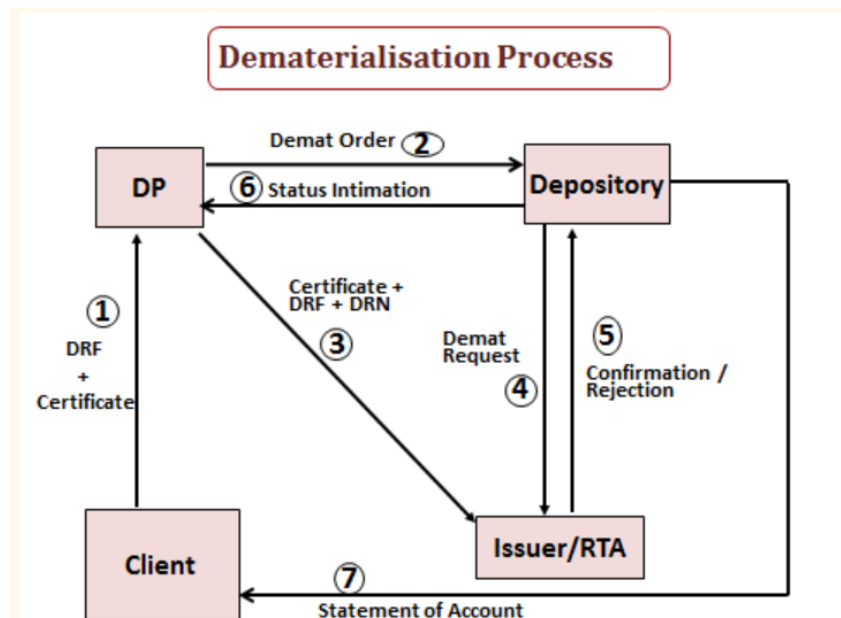 Dematerialisation Process
Demat Order 2
DP
Depository
6 Status Intimation
Certificate +
DRF + DRN
3
1
DRF
+
Certificate
Demat
Request
4
5
Confirmation /
Rejection
Client
Issuer/RTA
7
Statement of Account